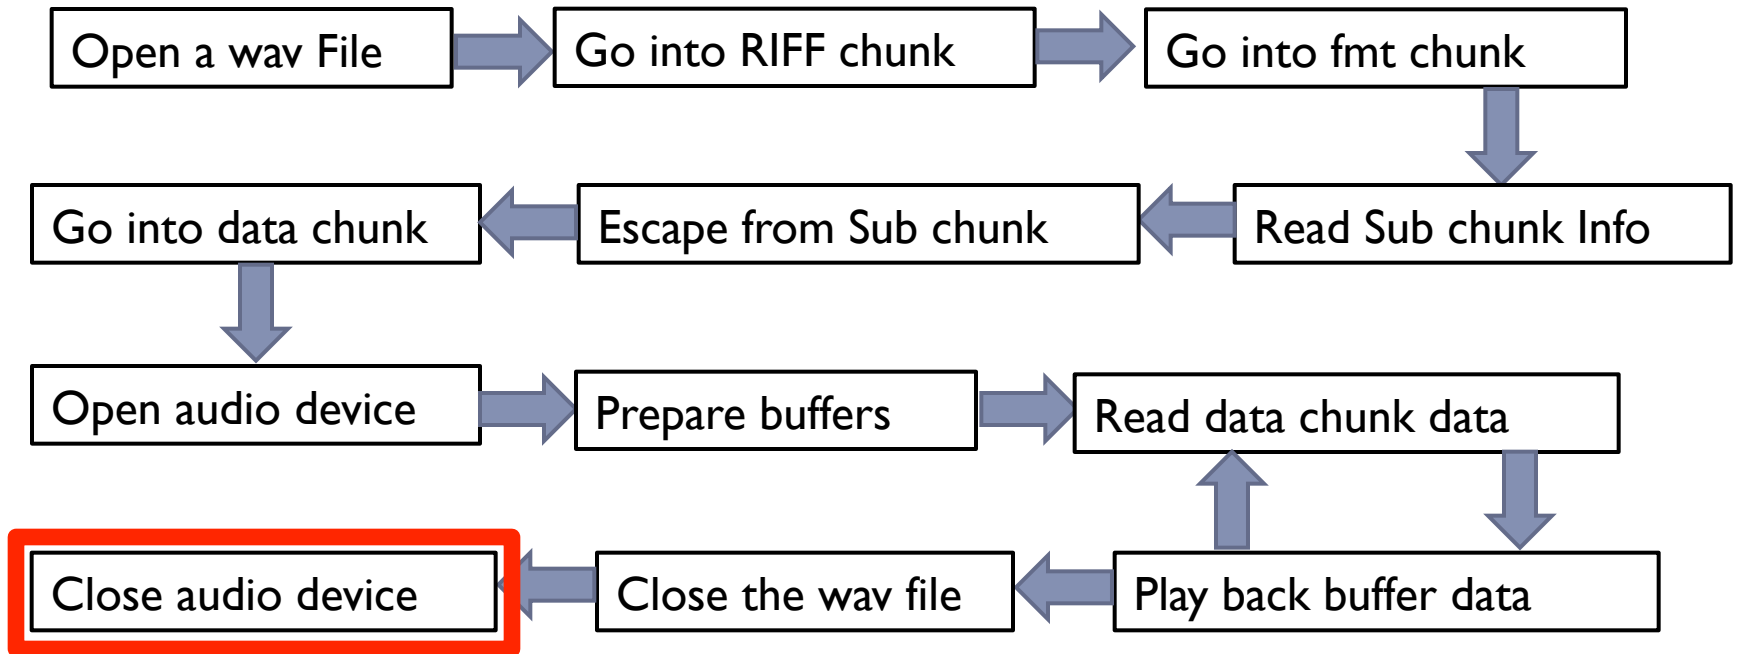 Open a wav File
Go into RIFF chunk
Go into fmt chunk
Read Sub chunk Info
Escape from Sub chunk
Go into data chunk
Open audio device
Prepare buffers
Read data chunk data
Play back buffer data
Close the wav file
Close audio device